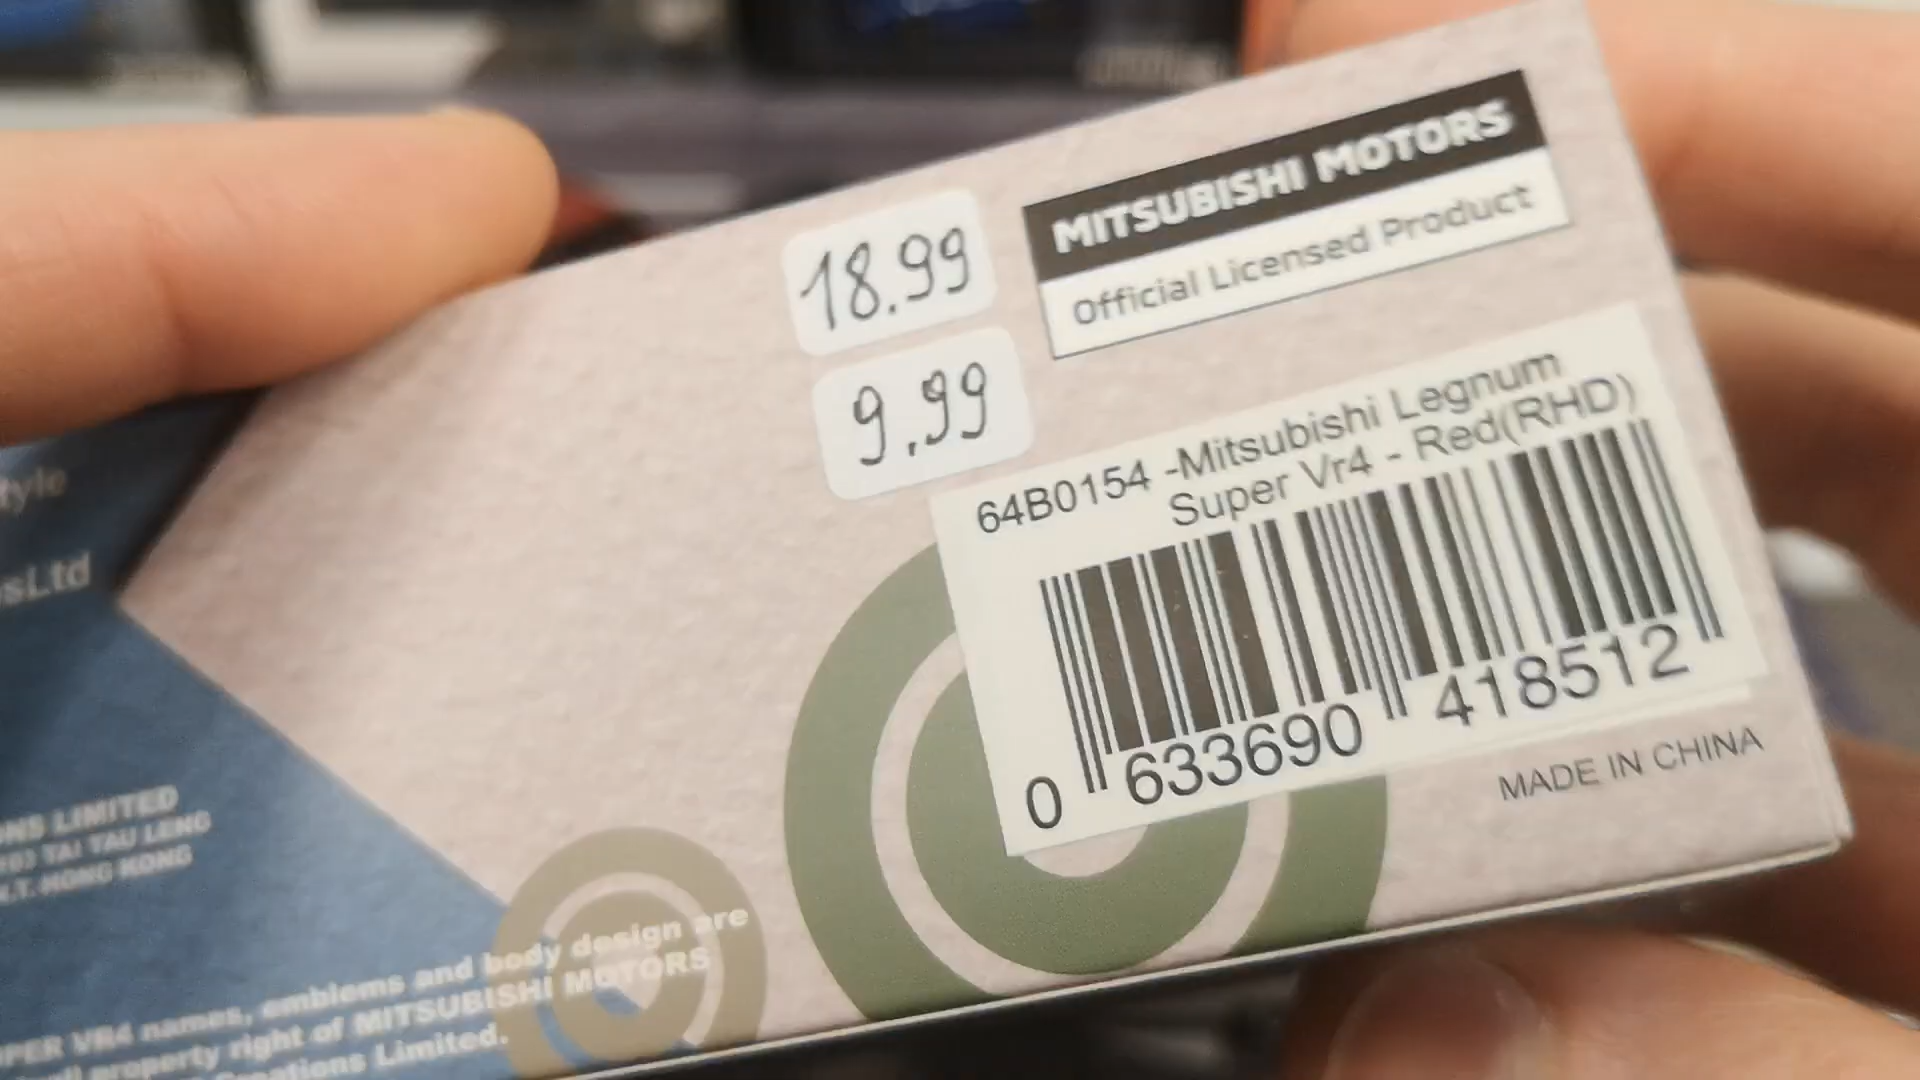 18.99
9.99
MITSUBISHI MOTORS
Official Licensed Product
64B0154 -Mitsubishi Legnum
Super Vr4 - Red(RHD)
0 633690 418512
MADE IN CHINA
tyle
sLtd
ONS LIMITED
TAI TAU LENG
N.T. HONG KONG
PER VR4 names, emblems and body design are
property right of MITSUBISHI MOTORS
Creations Limited.